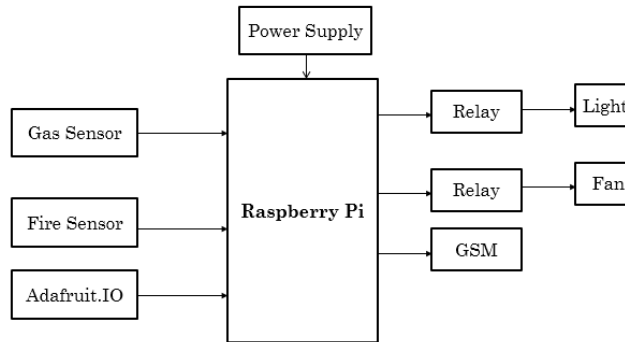 Power Supply
Gas Sensor
Fire Sensor
Adafruit.IO
Raspberry Pi
Relay
Light
Relay
Fan
GSM